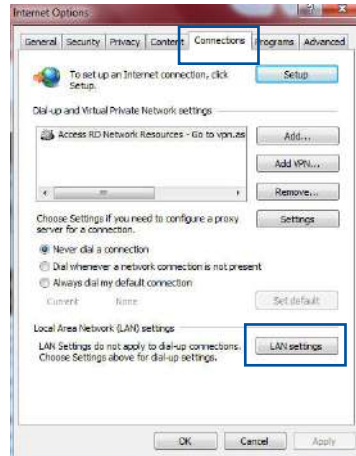 Internet Options
General Security Privacy Content Connections Programs Advanced
To set up an Internet connection, click
Setup.
Setup
Dial-up and Virtual Private Network settings
Access RD Network Resources - Go to vpn.as
Add...
Add VPN...
Remove...
Choose Settings if you need to configure a proxy
server for a connection.
Settings
Never dial a connection
Dial whenever a network connection is not present
Always dial my default connection
Current None
Set default
Local Area Network (LAN) settings
LAN Settings do not apply to dial-up connections.
Choose Settings above for dial-up settings.
LAN settings
OK Cancel Apply